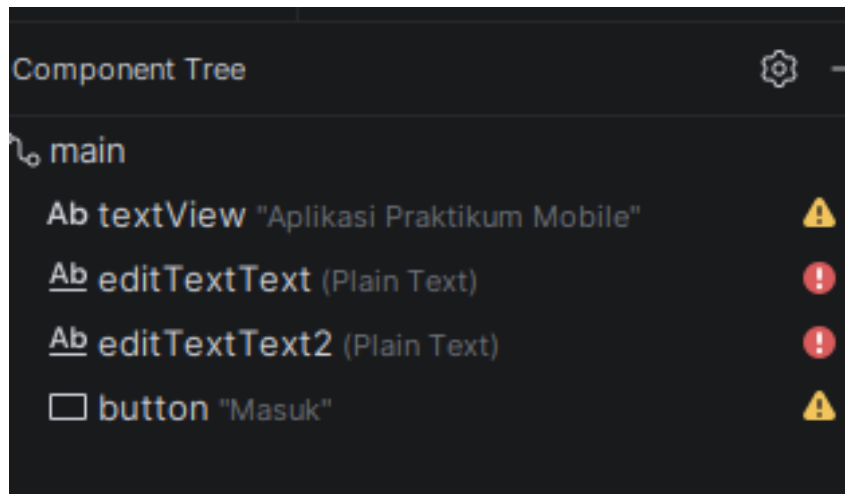 Component Tree
main
Ab textView "Aplikasi Praktikum Mobile"
Ab editTextText (Plain Text)
Ab editTextText2 (Plain Text)
button "Masuk"